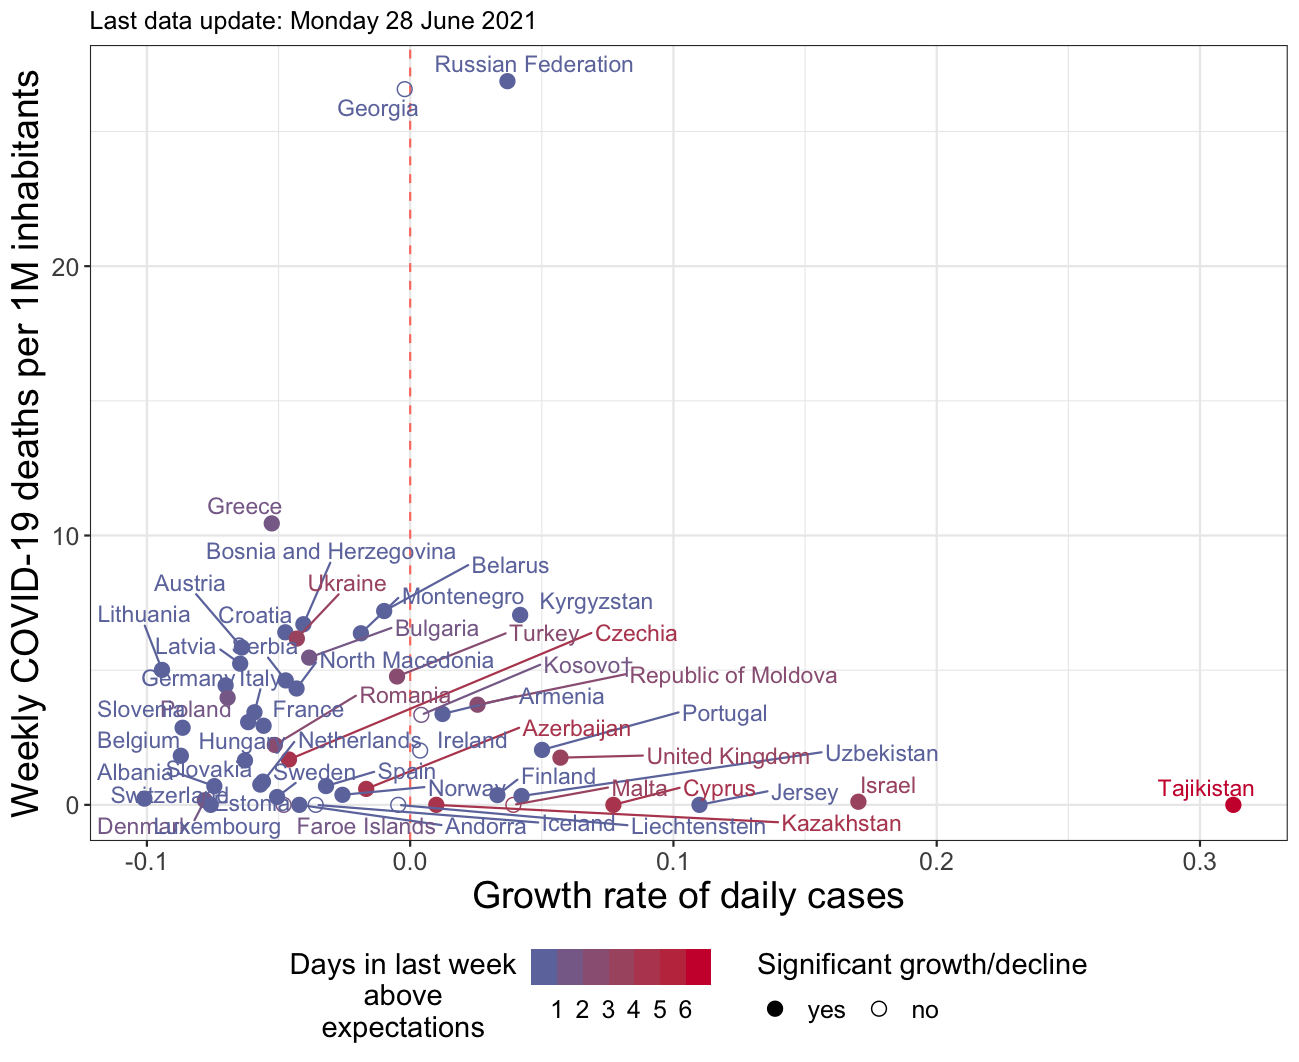 Last data update: Monday 28 June 2021
Weekly COVID-19 deaths per 1M inhabitants
Russian Federation
Georgia
20
Greece
10
Bosnia and Herzegovina
Belarus
Austria
Ukraine
Montenegro
Kyrgyzstan
Lithuania
Croatia
Bulgaria
Turkey
Czechia
Latvia
Serbia
North Macedonia
Kosovo†
Republic of Moldova
Germany
Italy
Romania
Armenia
Slovenia
Poland
France
Portugal
Azerbaijan
Belgium
Hungary
Netherlands
Ireland
United Kingdom
Uzbekistan
Albania
Slovakia
Sweden
Spain
Finland
Norway
Malta
Cyprus
Israel
Tajikistan
Jersey
Switzerland
Estonia
0
Denmark
Luxembourg
Faroe Islands
Andorra
Iceland
Liechtenstein
Kazakhstan
-0.1
0.0
0.1
0.2
0.3
Growth rate of daily cases
Days in last week
above
expectations
1 2 3 4 5 6
Significant growth/decline
yes
no